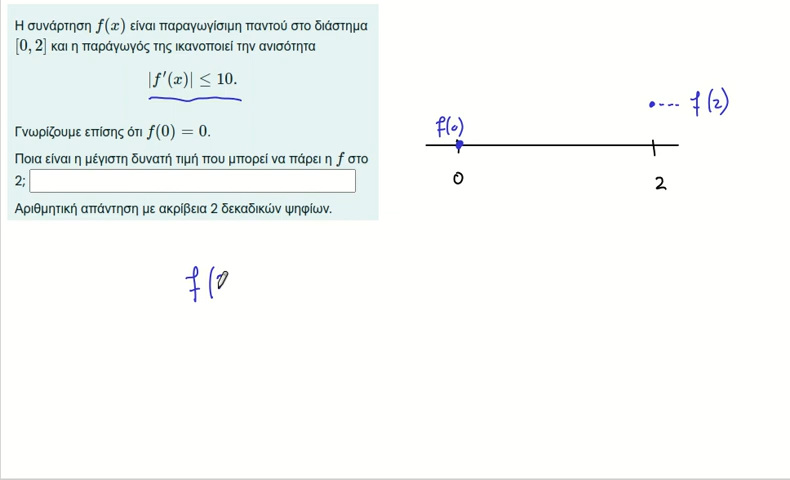 Η συνάρτηση f(x) είναι παραγωγίσιμη παντού στο διάστημα
[0, 2] και η παράγωγός της ικανοποιεί την ανισότητα
|f′(x)| ≤ 10.
Γνωρίζουμε επίσης ότι f(0) = 0.
Ποια είναι η μέγιστη δυνατή τιμή που μπορεί να πάρει η f στο
2;
Αριθμητική απάντηση με ακρίβεια 2 δεκαδικών ψηφίων.
f(2)
f(0)
0 2
f(